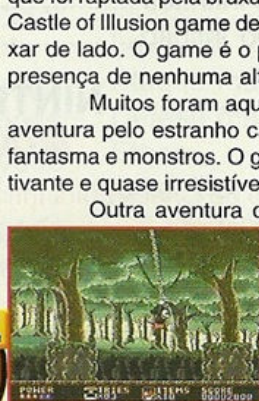 que foi raptada pela bruxa
Castle of Illusion game de
xar de lado. O game é o p
presença de nenhuma alt
Muitos foram aqu
aventura pelo estranho c
fantasma e monstros. O g
tivante e quase irresistíve
Outra aventura d
POWER TRIES ITEMS SCORE